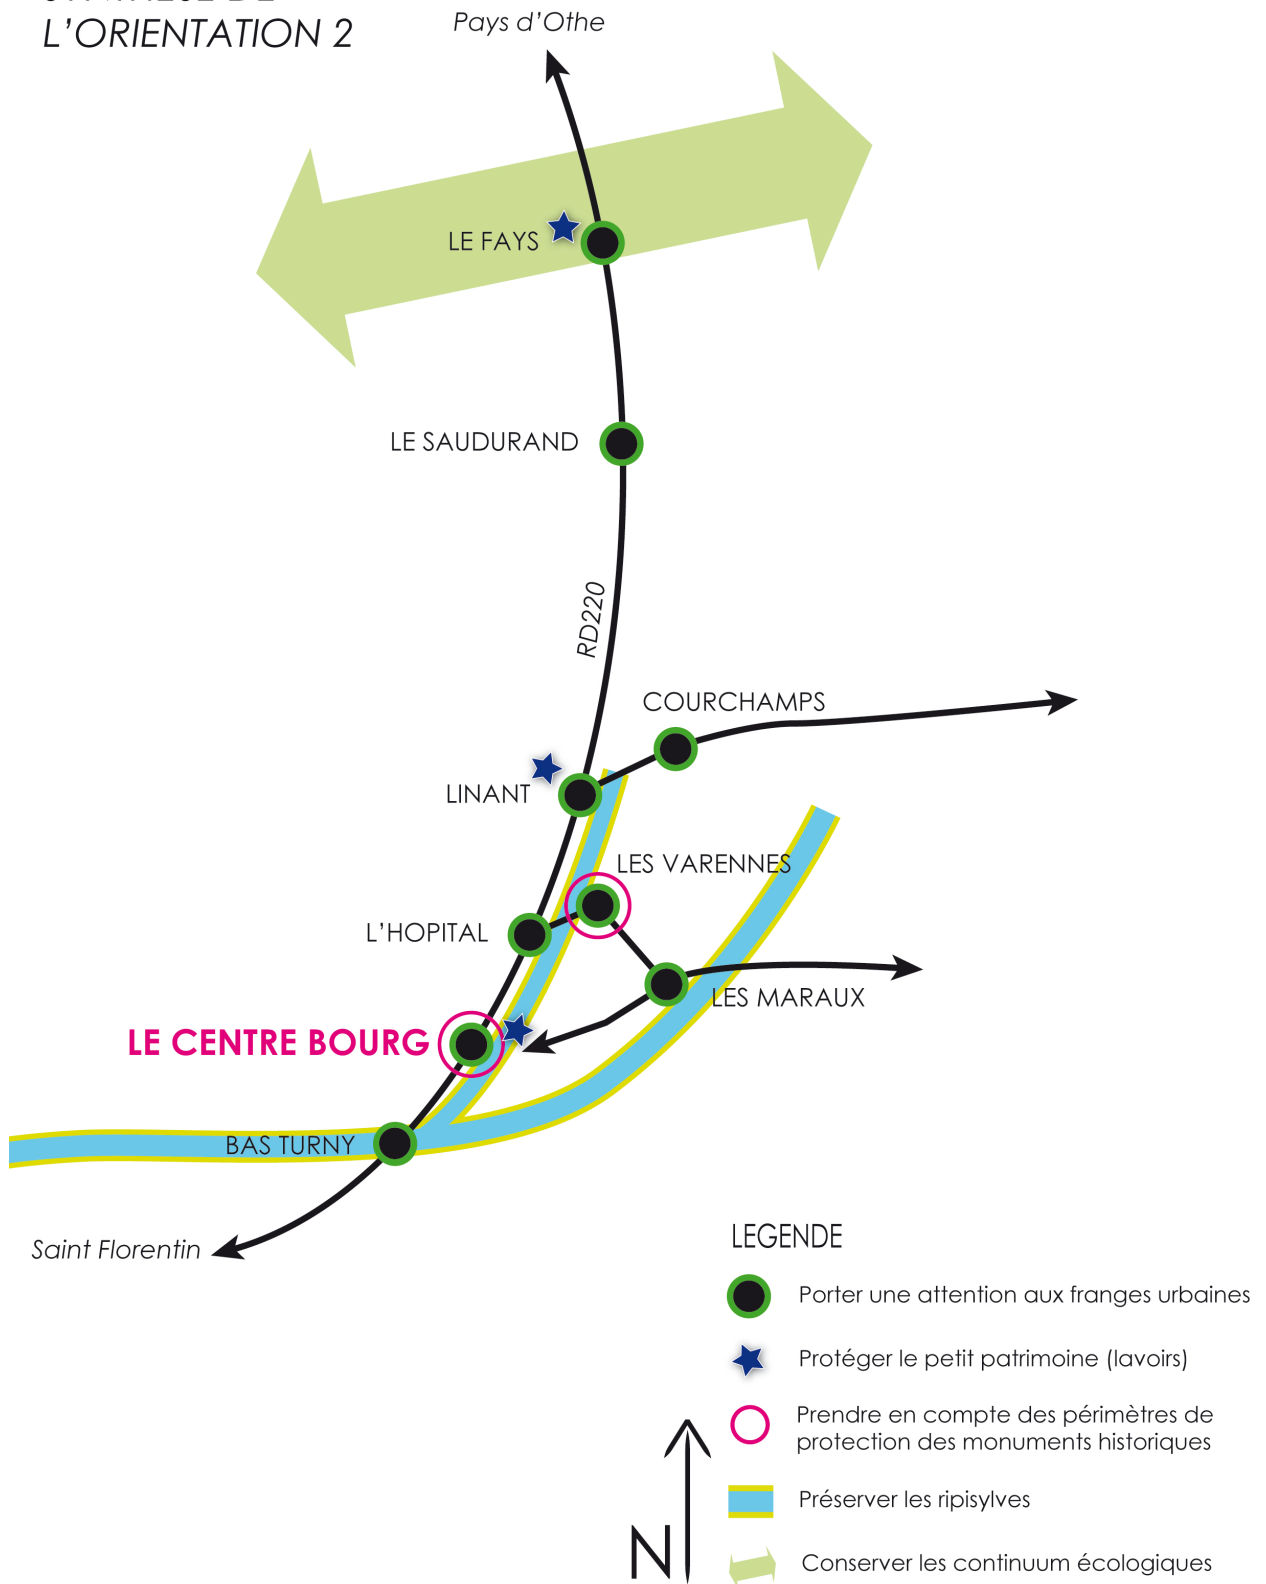 L'ORIENTATION 2
Pays d'Othe
LE FAYS
LE SAUDURAND
RD220
COURCHAMPS
LINANT
LES VARENNES
L'HOPITAL
LES MARAUX
LE CENTRE BOURG
BAS TURNY
Saint Florentin
LEGENDE
Porter une attention aux franges urbaines
Protéger le petit patrimoine (lavoirs)
Prendre en compte des périmètres de
protection des monuments historiques
Préserver les ripisylves
Conserver les continuum écologiques
N